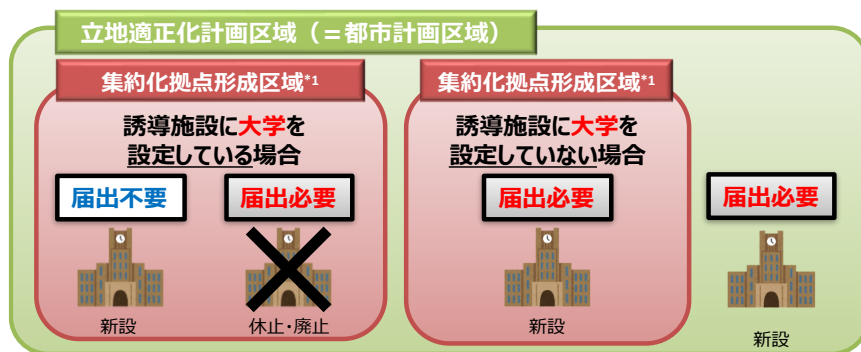 立地適正化計画区域（＝都市計画区域）
集約化拠点形成区域*1
誘導施設に大学を
設定している場合
届出不要
届出必要
新設
休止・廃止
集約化拠点形成区域*1
誘導施設に大学を
設定していない場合
届出必要
新設
届出必要
新設